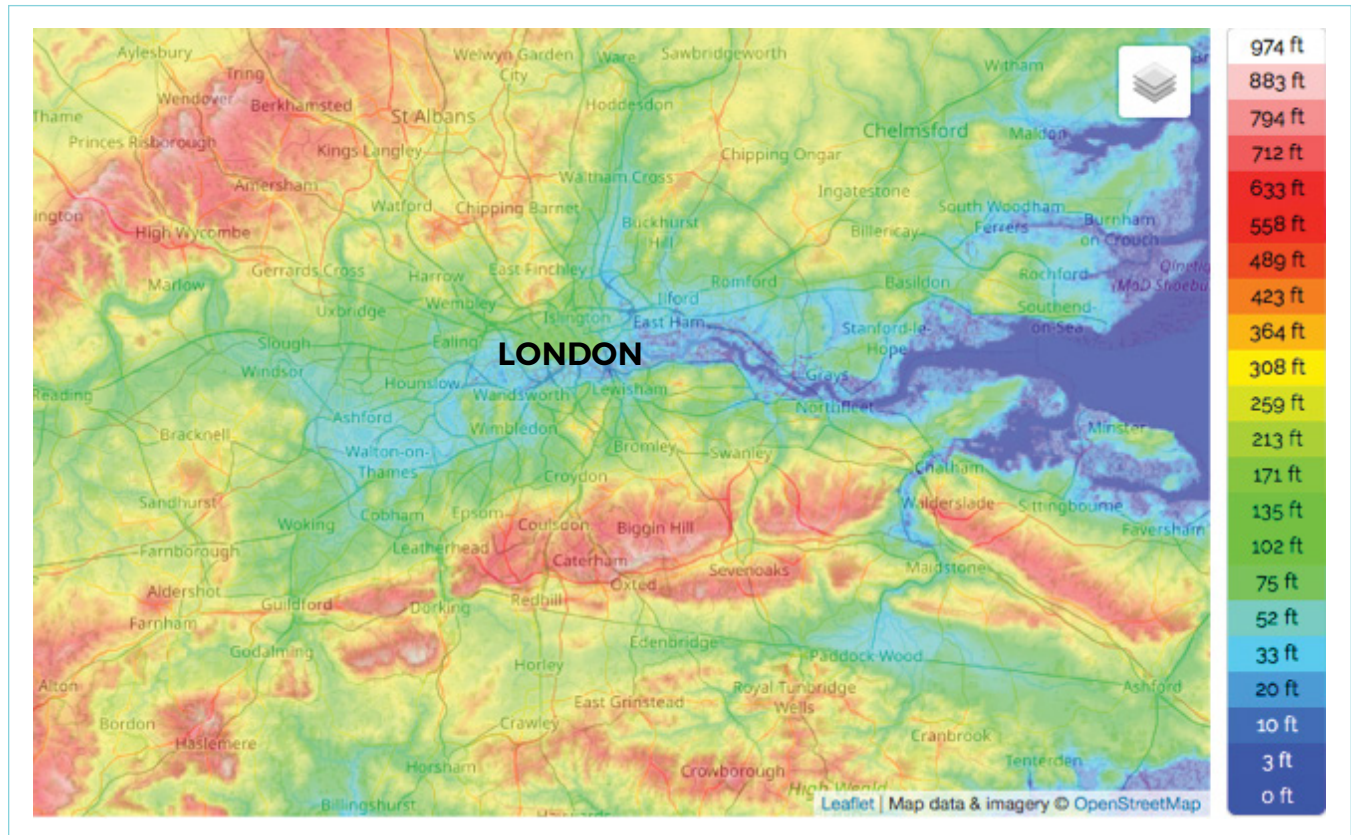 Aylesbury
Welwyn Garden
City
Ware
Sawbridgeworth
Witham
Tring
Wendover
Berkhamsted
Hoddesdon
Thame
St Albans
Chelmsford
Maldon
Princes Risborough
Kings Langley
Chipping Ongar
Amersham
Waltham Cross
Ingatestone
Watford
Chipping Barnet
South Woodham
Ferrers
ington
High Wycombe
Buckhurst
Hill
Billericay
Burnham
on Crouch
Gerrards Cross
Harrow
East Finchley
Romford
Basildon
Rochford
Marlow
Wembley
Ilford
Southend-
on-Sea
(MoD Shoebu
Uxbridge
Islington
East Ham
Stanford-le-
Hope
Slough
Ealing
LONDON
Windsor
Hounslow
Wandsworth
Lewisham
Grays
Reading
Northfleet
Ashford
Wimbledon
Minster
Bracknell
Bromley
Swanley
Walton-on-
Thames
Croydon
Chatham
Sandhurst
Walderslade
Sittingbourne
Woking
Cobham
Epsom
Coulsdon
Biggin Hill
Faversham
Farnborough
Leatherhead
Caterham
Sevenoaks
Maidstone
Aldershot
Oxted
Guildford
Dorking
Redbill
Farnham
Godalming
Edenbridge
Paddock Wood
Horley
Alton
Royal Tunbridge
Wells
Ashford
East Grinstead
Bordon
Crawley
Cranbrook
Haslemere
Horsham
Crowborough
Tenterden
High Weald
Billingshurst
Leaflet | Map data & imagery © OpenStreetMap
974 ft
883 ft
794 ft
712 ft
633 ft
558 ft
489 ft
423 ft
364 ft
308 ft
259 ft
213 ft
171 ft
135 ft
102 ft
75 ft
52 ft
33 ft
20 ft
10 ft
3 ft
0 ft